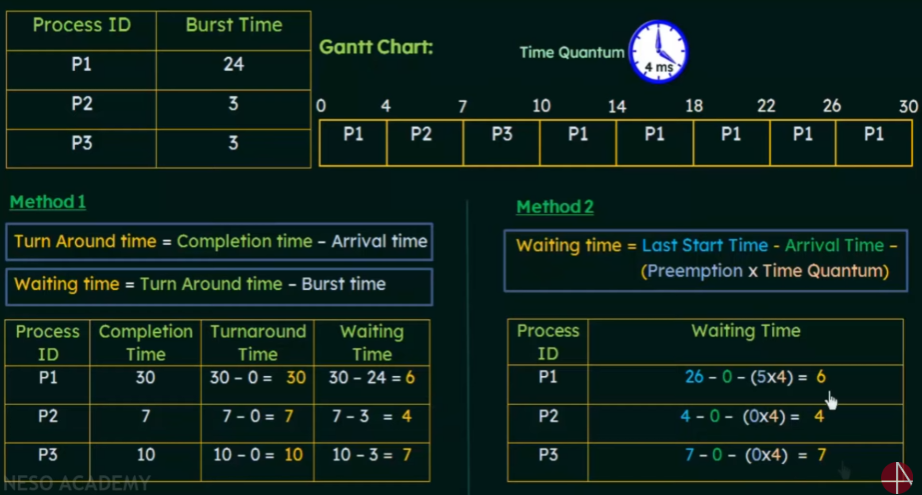 Process ID Burst Time
P1 24
P2 3
P3 3
Gantt Chart:
Time Quantum
4 ms
0 4 7 10 14 18 22 26 30
P1 P2 P3 P1 P1 P1 P1 P1
Method 1
Turn Around time = Completion time – Arrival time
Waiting time = Turn Around time – Burst time
Process ID Completion Time Turnaround Time Waiting Time
P1 30 30 – 0 = 30 30 – 24 = 6
P2 7 7 – 0 = 7 7 – 3 = 4
P3 10 10 – 0 = 10 10 – 3 = 7
Method 2
Waiting time = Last Start Time - Arrival Time –
(Preemption x Time Quantum)
Process ID Waiting Time
P1 26 – 0 – (5x4) = 6
P2 4 – 0 – (0x4) = 4
P3 7 – 0 – (0x4) = 7
NESO ACADEMY